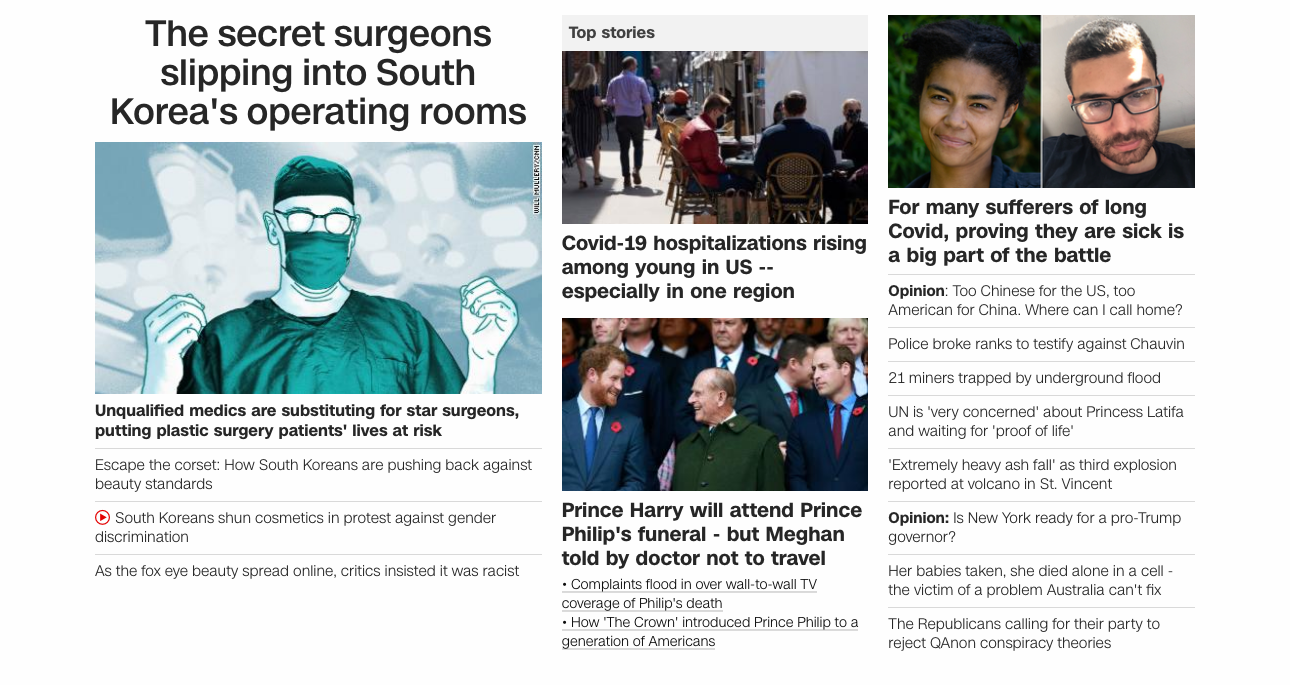 The secret surgeons
slipping into South
Korea's operating rooms
WILL MULLERY/CNN
Unqualified medics are substituting for star surgeons,
putting plastic surgery patients' lives at risk
Escape the corset: How South Koreans are pushing back against
beauty standards
South Koreans shun cosmetics in protest against gender
discrimination
As the fox eye beauty spread online, critics insisted it was racist
Top stories
Covid-19 hospitalizations rising
among young in US --
especially in one region
Prince Harry will attend Prince
Philip's funeral - but Meghan
told by doctor not to travel
• Complaints flood in over wall-to-wall TV
coverage of Philip's death
• How 'The Crown' introduced Prince Philip to a
generation of Americans
For many sufferers of long
Covid, proving they are sick is
a big part of the battle
Opinion: Too Chinese for the US, too
American for China. Where can I call home?
Police broke ranks to testify against Chauvin
21 miners trapped by underground flood
UN is 'very concerned' about Princess Latifa
and waiting for 'proof of life'
'Extremely heavy ash fall' as third explosion
reported at volcano in St. Vincent
Opinion: Is New York ready for a pro-Trump
governor?
Her babies taken, she died alone in a cell -
the victim of a problem Australia can't fix
The Republicans calling for their party to
reject QAnon conspiracy theories